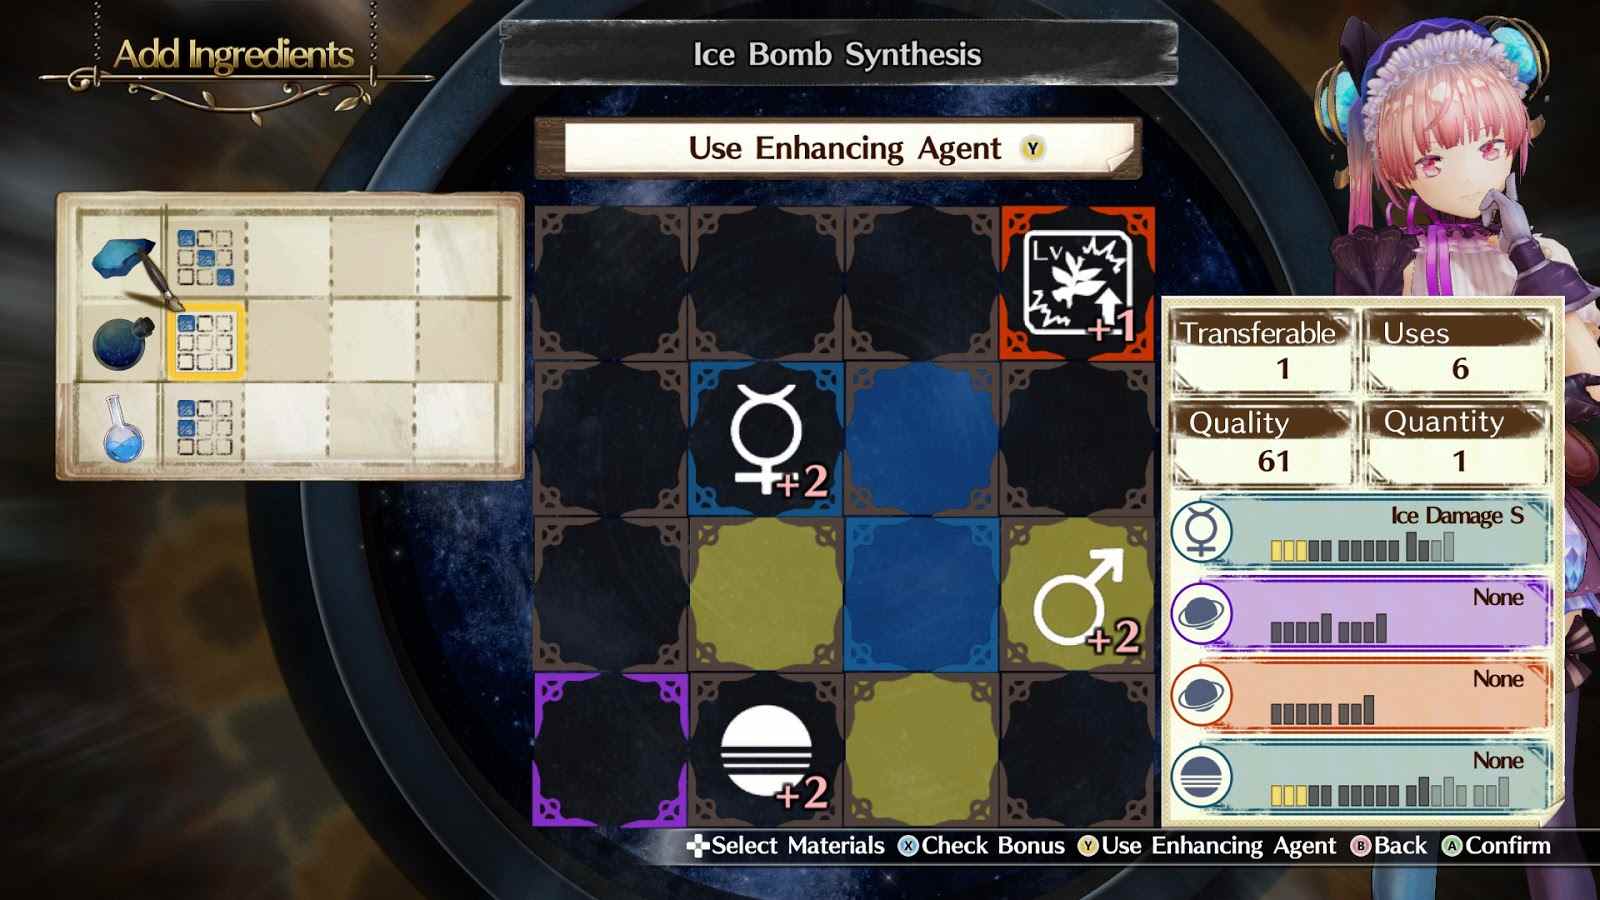 Add Ingredients
Ice Bomb Synthesis
Use Enhancing Agent Y
Lv
+1
+2
+2
+2
Transferable
1
Uses
6
Quality
61
Quantity
1
Ice Damage S
None
None
None
Select Materials X Check Bonus Y Use Enhancing Agent B Back A Confirm